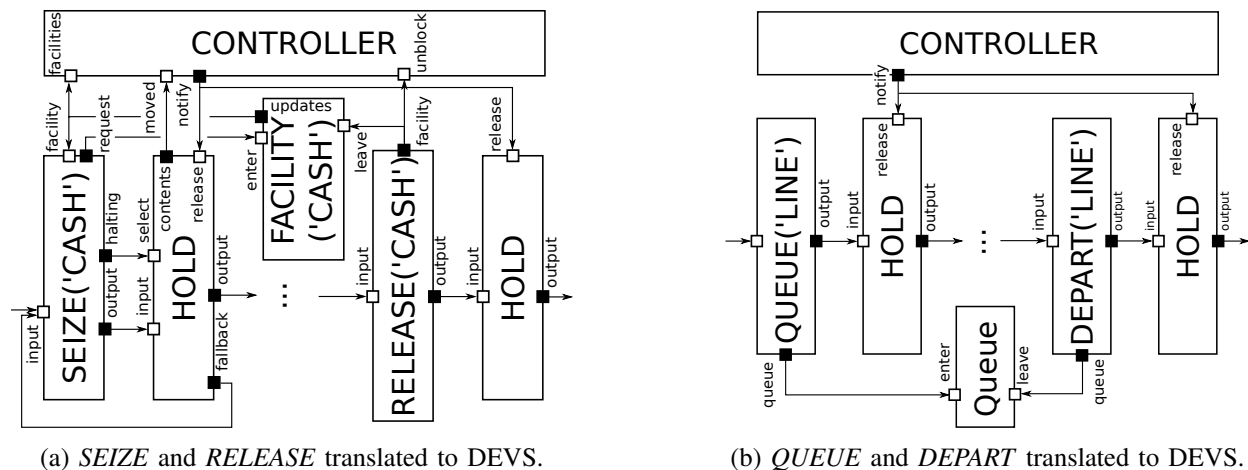 CONTROLLER
facilities
unblock
facility
request
moved
notify
updates
FACILITY
('CASH')
enter
leave
facility
release
SEIZE('CASH')
halting
output
input
select
input
contents
release
HOLD
output
fallback
...
input
RELEASE('CASH')
output
input
HOLD
output
(a) SEIZE and RELEASE translated to DEVS.
CONTROLLER
notify
QUEUE('LINE')
output
queue
input
release
HOLD
output
...
input
DEPART('LINE')
output
queue
input
release
HOLD
output
enter
Queue
leave
(b) QUEUE and DEPART translated to DEVS.